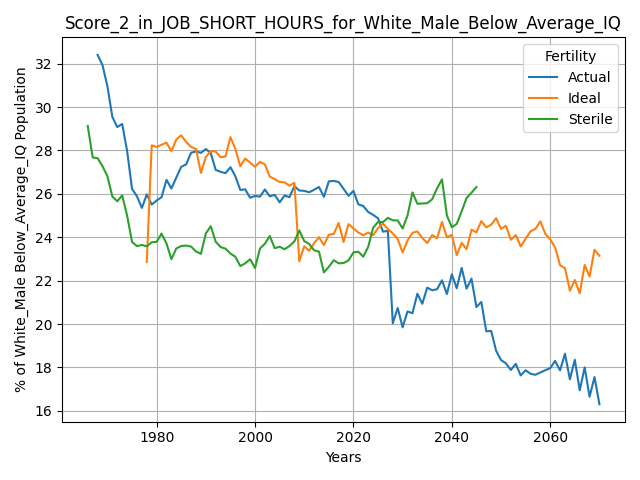 Score_2_in_JOB_SHORT_HOURS_for_White_Male_Below_Average_IQ
% of White_Male Below_Average_IQ Population
32
30
28
26
24
22
20
18
16
Fertility
Actual
Ideal
Sterile
1980
2000
2020
2040
2060
Years